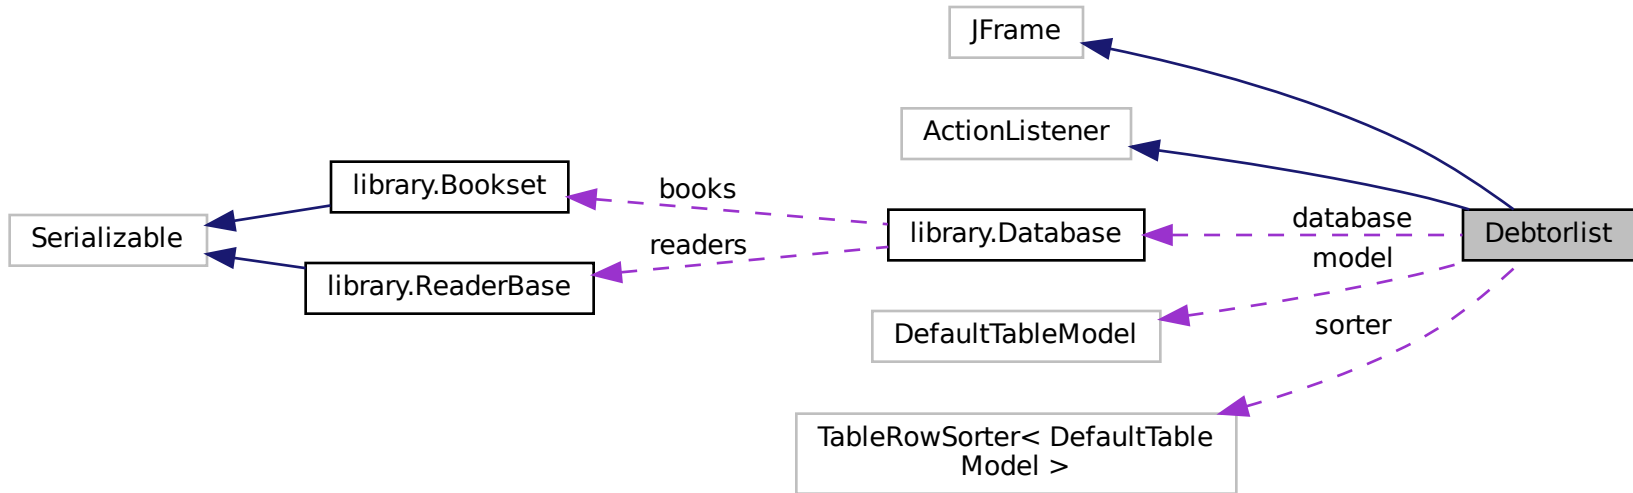 JFrame
ActionListener
library.Bookset
books
Serializable
library.Database
database
Debtorlist
readers
model
library.ReaderBase
DefaultTableModel
sorter
TableRowSorter< DefaultTable
Model >